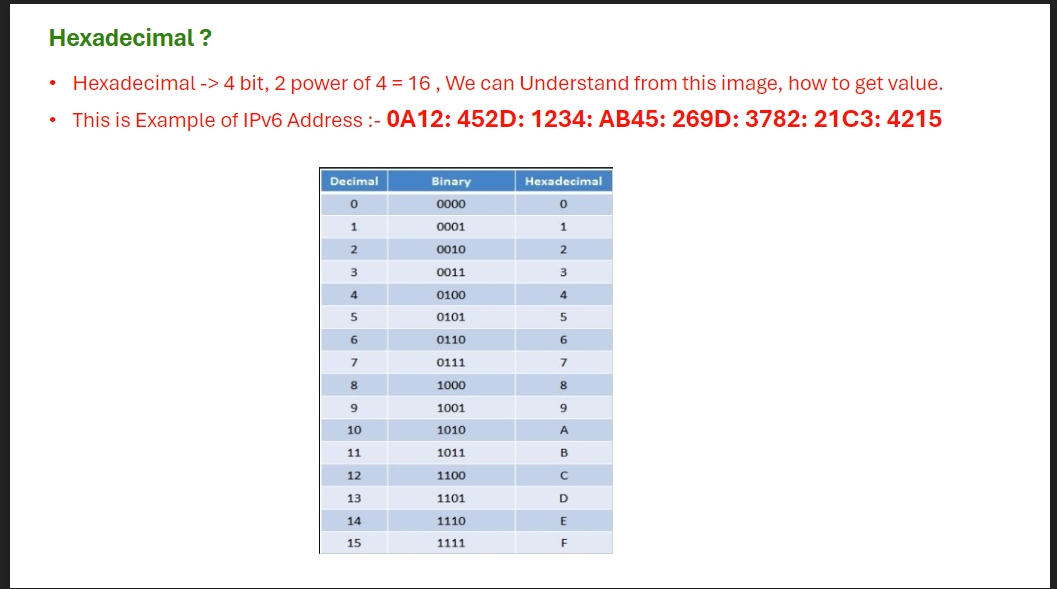 Hexadecimal ?
• Hexadecimal -> 4 bit, 2 power of 4 = 16 , We can Understand from this image, how to get value.
• This is Example of IPv6 Address :- 0A12: 452D: 1234: AB45: 269D: 3782: 21C3: 4215
Decimal Binary Hexadecimal
0 0000 0
1 0001 1
2 0010 2
3 0011 3
4 0100 4
5 0101 5
6 0110 6
7 0111 7
8 1000 8
9 1001 9
10 1010 A
11 1011 B
12 1100 C
13 1101 D
14 1110 E
15 1111 F